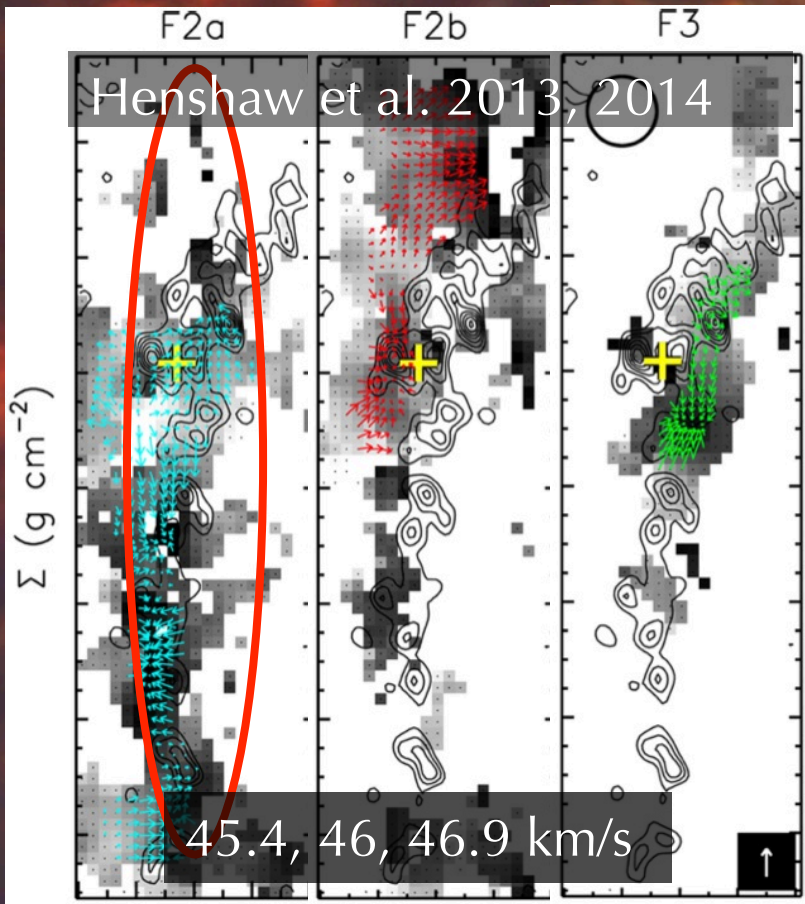 F2a F2b F3
Henshaw et al. 2013, 2014
Σ (g cm⁻²)
45.4, 46, 46.9 km/s